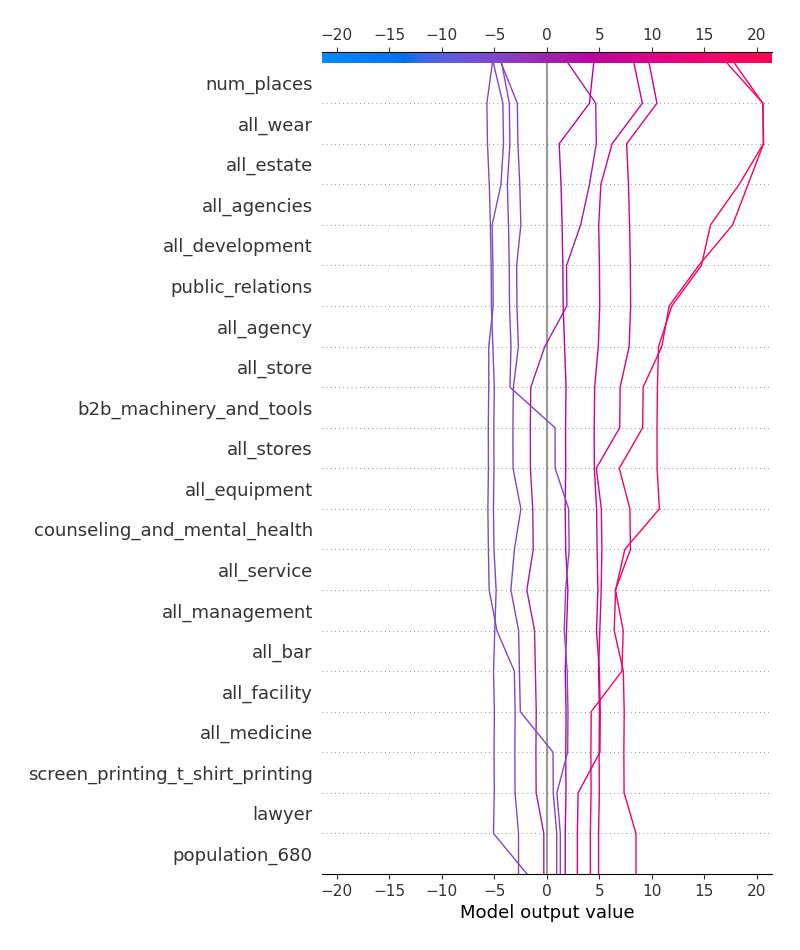 −20 −15 −10 −5 0 5 10 15 20
num_places
all_wear
all_estate
all_agencies
all_development
public_relations
all_agency
all_store
b2b_machinery_and_tools
all_stores
all_equipment
counseling_and_mental_health
all_service
all_management
all_bar
all_facility
all_medicine
screen_printing_t_shirt_printing
lawyer
population_680
−20 −15 −10 −5 0 5 10 15 20
Model output value